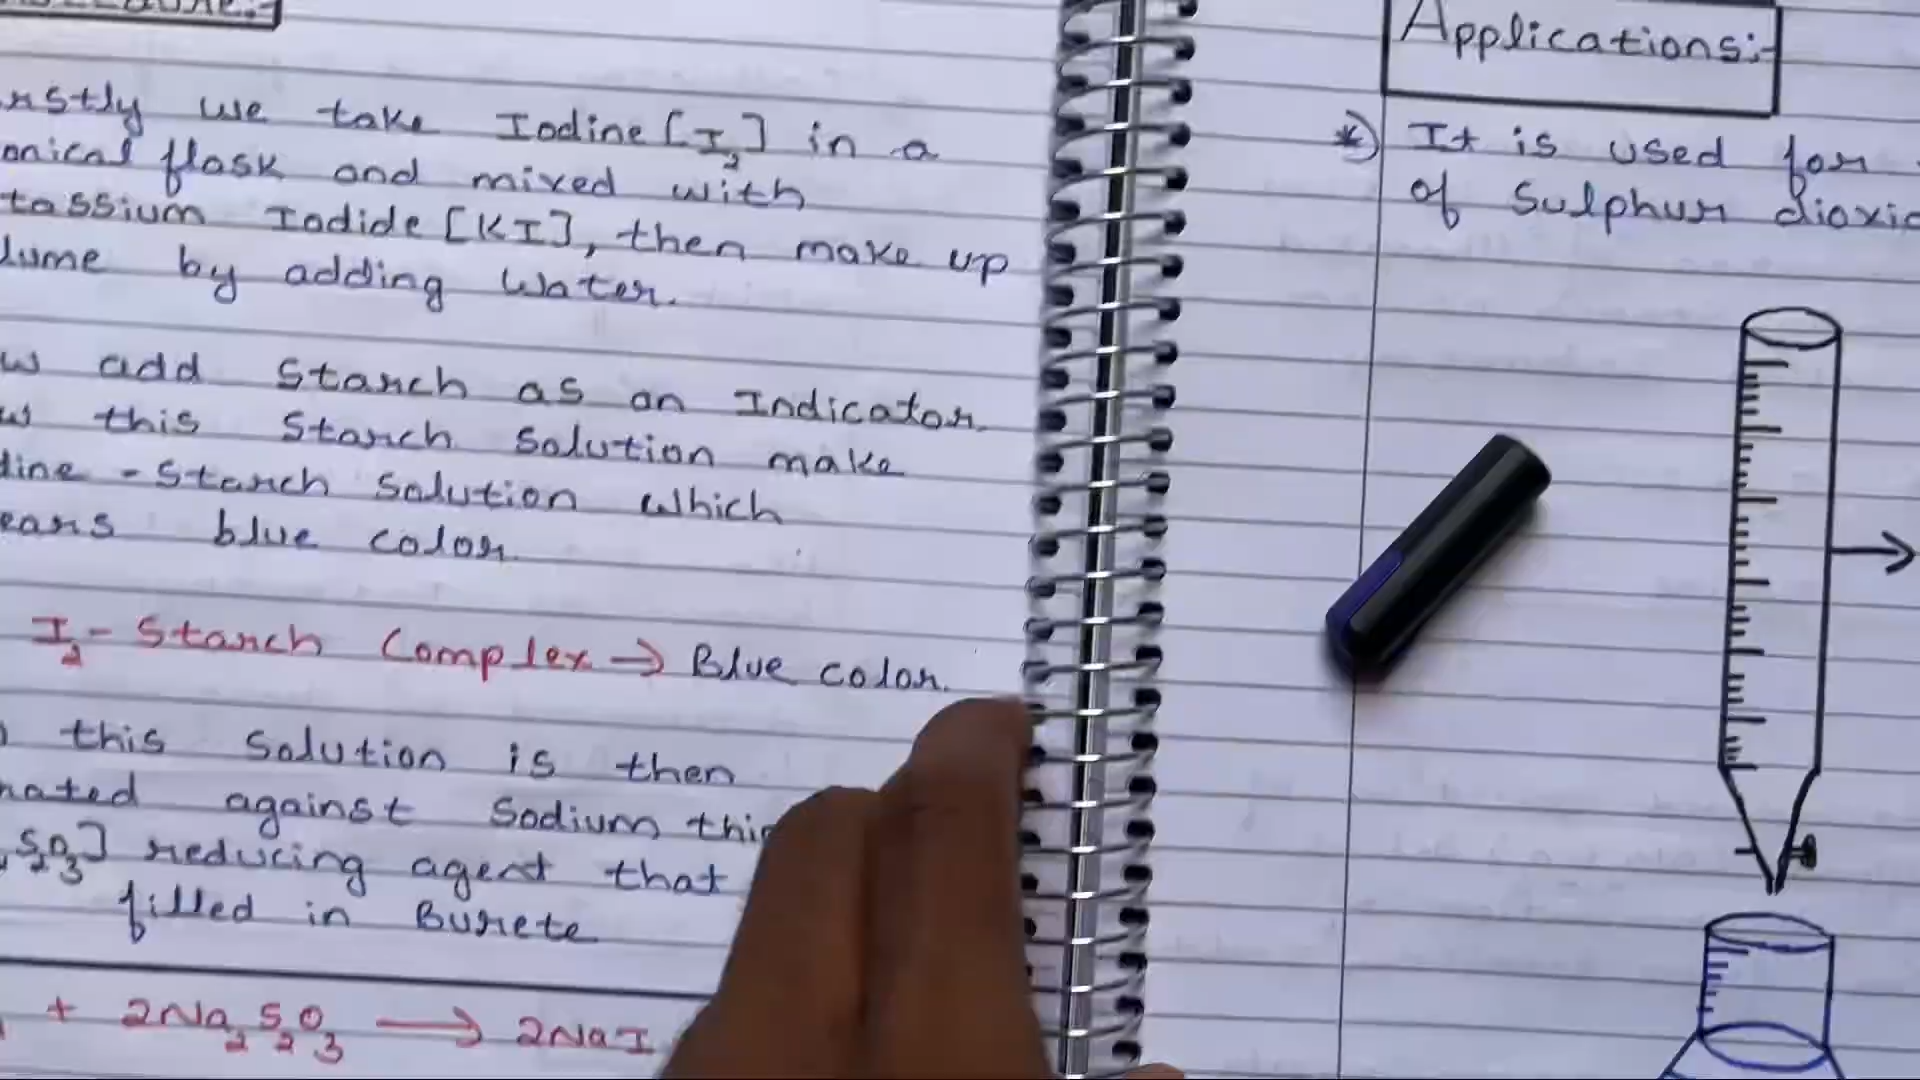 rstly we take Iodine [I₂] in a
onical flask and mixed with
tassium Iodide [KI], then make up
lume by adding Water.
w add Starch as an Indicator.
w this Starch Solution make
dine - Starch Solution which
ears blue color.
I₂ - Starch Complex → Blue color.
this Solution is then
rated against Sodium thio
S₂O₃] reducing agent that
filled in Burete
+ 2Na₂S₂O₃ → 2NaI
Applications:-
*) It is used for
of Sulphur dioxid